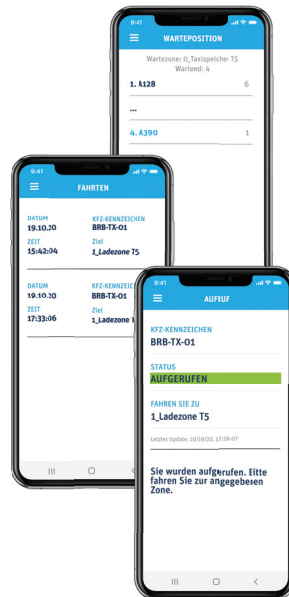 9:41
WARTEPOSITION
Wartezone: 0_Taxispeicher T5
Wartend: 4
1. A128 6
...
4. A390 1
9:41
FAHRTEN
DATUM KFZ-KENNZEICHEN
19.10.20 BRB-TX-01
ZEIT Ziel
15:42:04 1_Ladezone T5
DATUM KFZ-KENNZEIC
19.10.20 BRB-TX-01
ZEIT Ziel
17:33:06 1_Ladezone
9:41
AUFIUF
KFZ-KENNZEICHEN
BRB-TX-01
STATUS
AUFGERUFEN
FAHREN SIE ZU
1_Ladezone T5
Letztes Update: 10/19/20, 17:59:07
Sie wurden aufgerufen. Eitte
fahren Sie zur angegebenen
Zone.